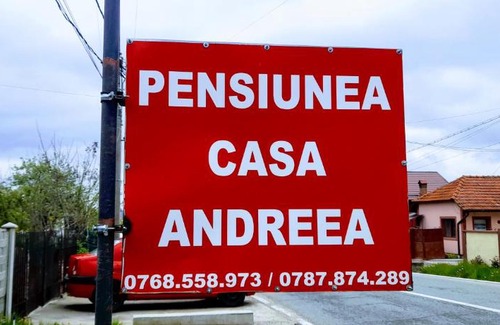 PENSIUNEA
CASA
ANDREEA
0768.558.973 / 0787.874.289